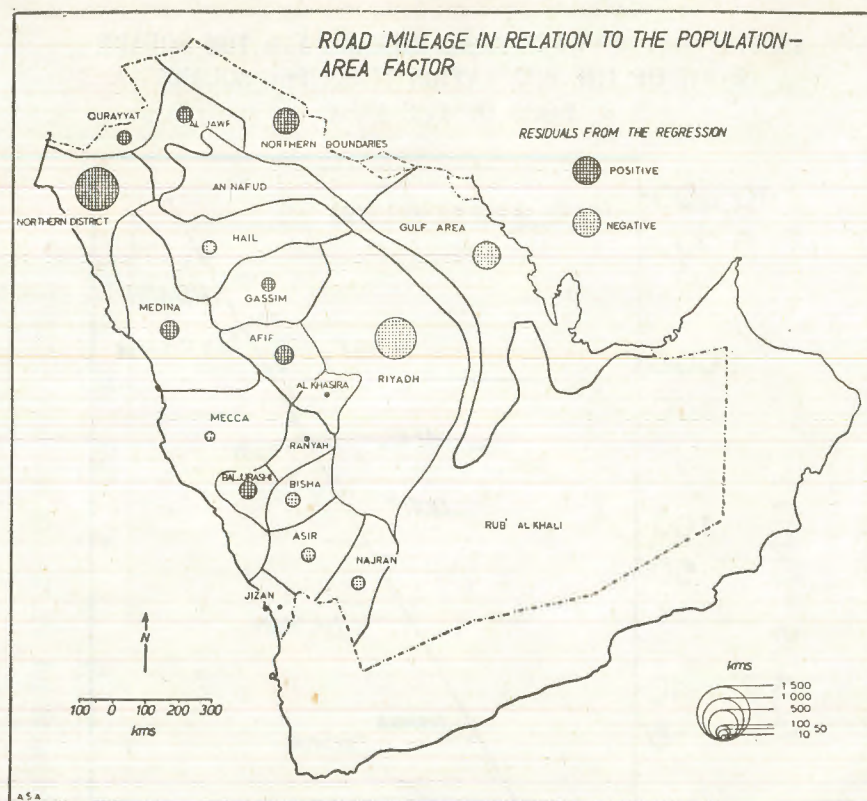 ROAD MILEAGE IN RELATION TO THE POPULATION-
AREA FACTOR
QURAYYAT
AL JAWF
NORTHERN BOUNDARIES
RESIDUALS FROM THE REGRESSION
POSITIVE
NEGATIVE
AN NAFUD
NORTHERN DISTRICT
GULF AREA
HAIL
GASSIM
MEDINA
AFIF
RIYADH
AL KHASIRA
MECCA
RANYAH
BALJURASHI
BISHA
RUB' AL KHALI
ASIR
NAJRAN
JIZAN
N
100 0 100 200 300
kms
kms
1 500
1 000
500
100 50
10
A S A